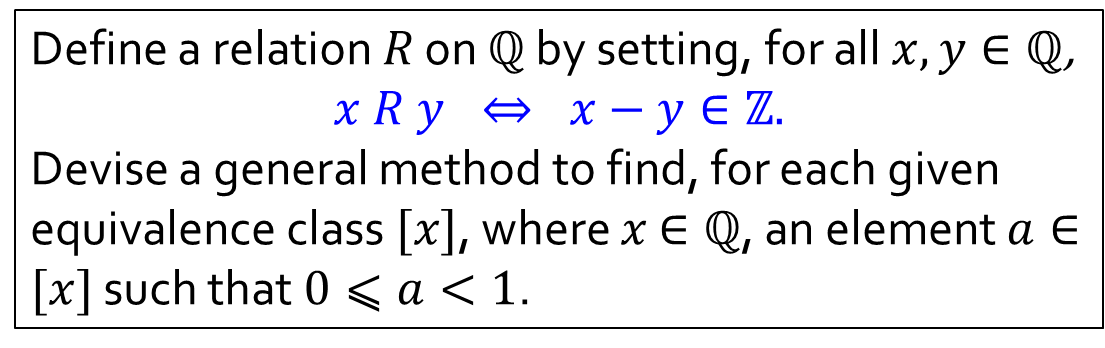 Define a relation 𝑅 on ℚ by setting, for all 𝑥, 𝑦 ∈ ℚ,
𝑥 𝑅 𝑦 ⇔ 𝑥 − 𝑦 ∈ ℤ.
Devise a general method to find, for each given
equivalence class [𝑥], where 𝑥 ∈ ℚ, an element 𝑎 ∈
[𝑥] such that 0 ⩽ 𝑎 < 1.